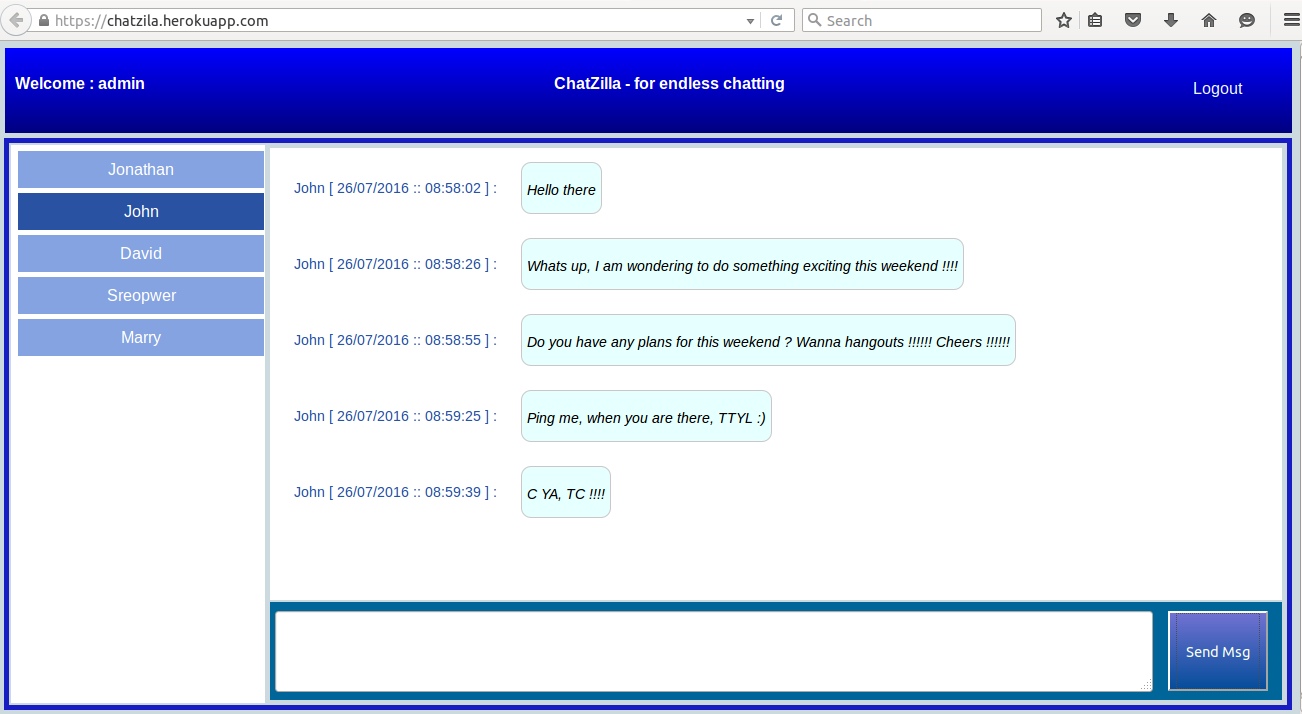 https://chatzila.herokuapp.com
Search
Welcome : admin
ChatZilla - for endless chatting
Logout
Jonathan
John
David
Sreopwer
Marry
John [ 26/07/2016 :: 08:58:02 ] :
Hello there
John [ 26/07/2016 :: 08:58:26 ] :
Whats up, I am wondering to do something exciting this weekend !!!!
John [ 26/07/2016 :: 08:58:55 ] :
Do you have any plans for this weekend ? Wanna hangouts !!!!!! Cheers !!!!!!
John [ 26/07/2016 :: 08:59:25 ] :
Ping me, when you are there, TTYL :)
John [ 26/07/2016 :: 08:59:39 ] :
C YA, TC !!!!
Send Msg